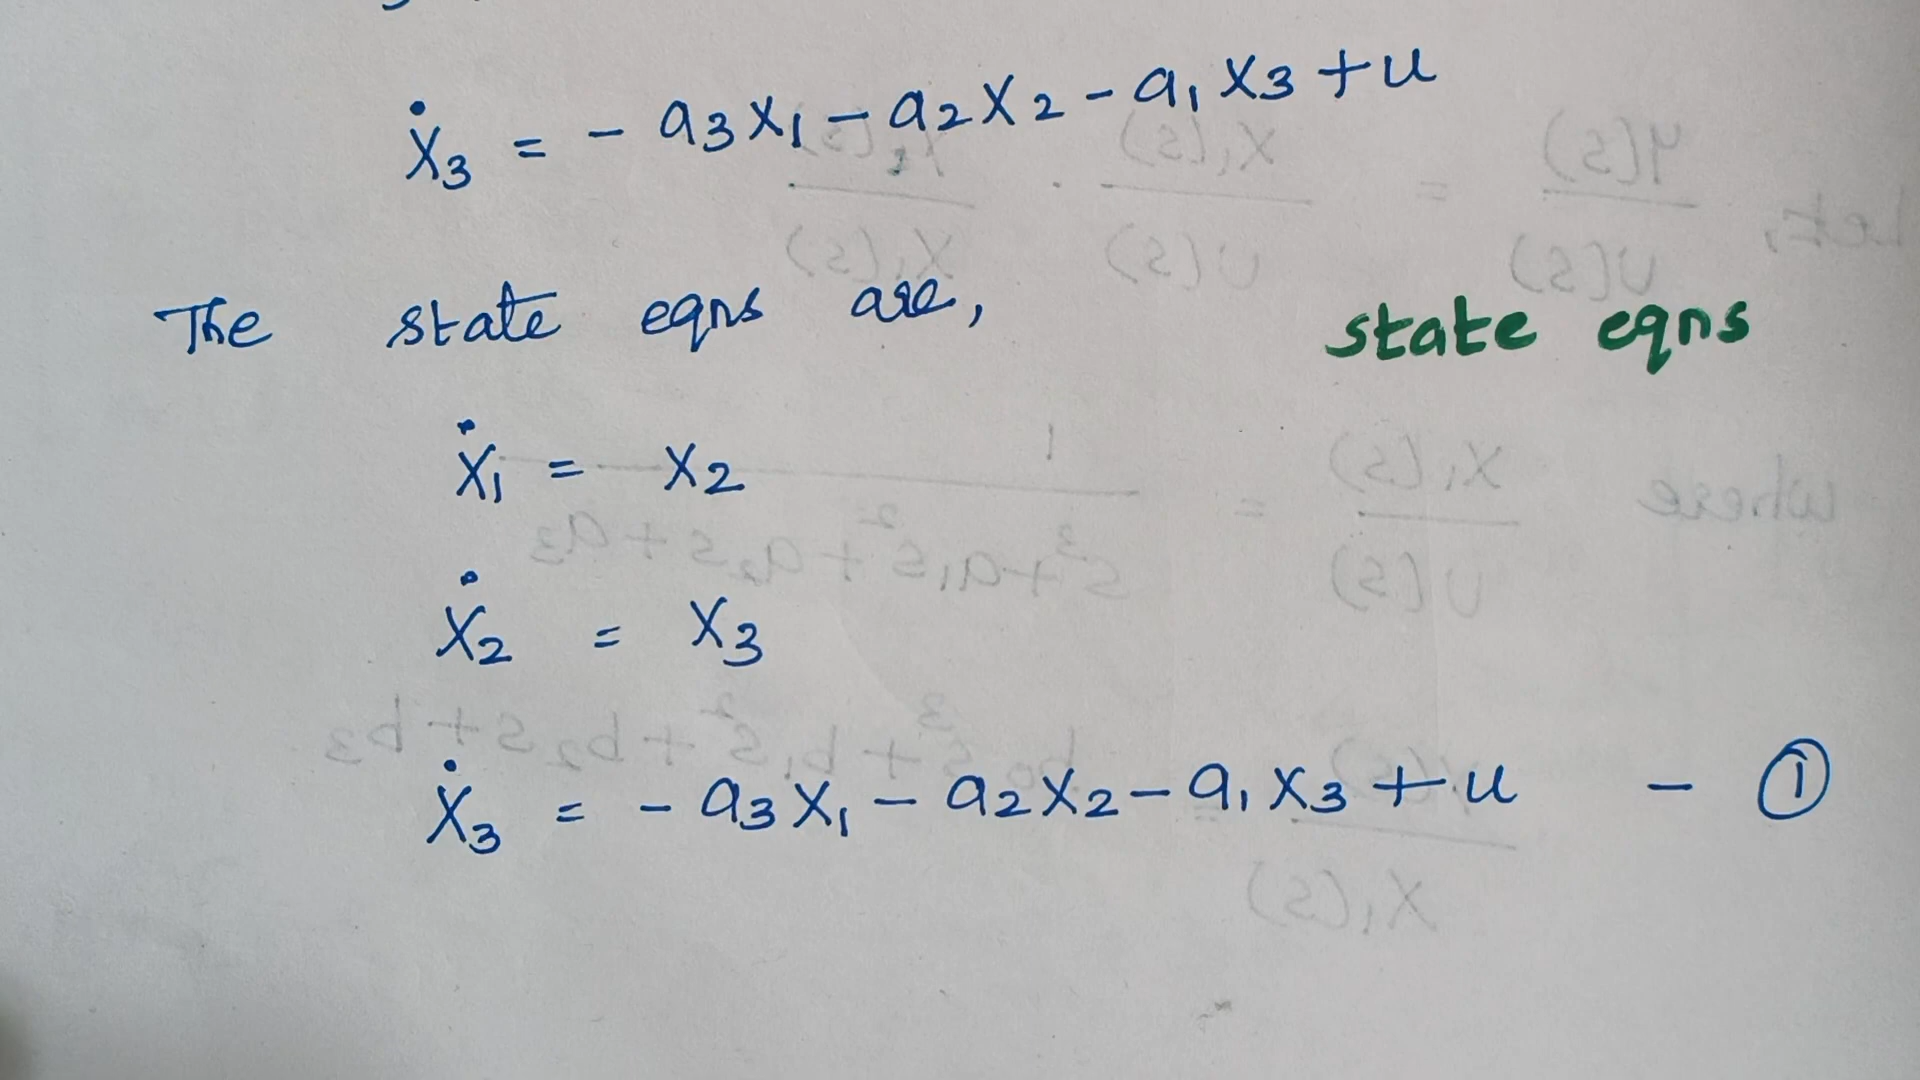 ẋ₃ = - a₃x₁ - a₂x₂ - a₁x₃ + u
The state eqns are,
state eqns
ẋ₁ = x₂
ẋ₂ = x₃
ẋ₃ = - a₃x₁ - a₂x₂ - a₁x₃ + u - ①